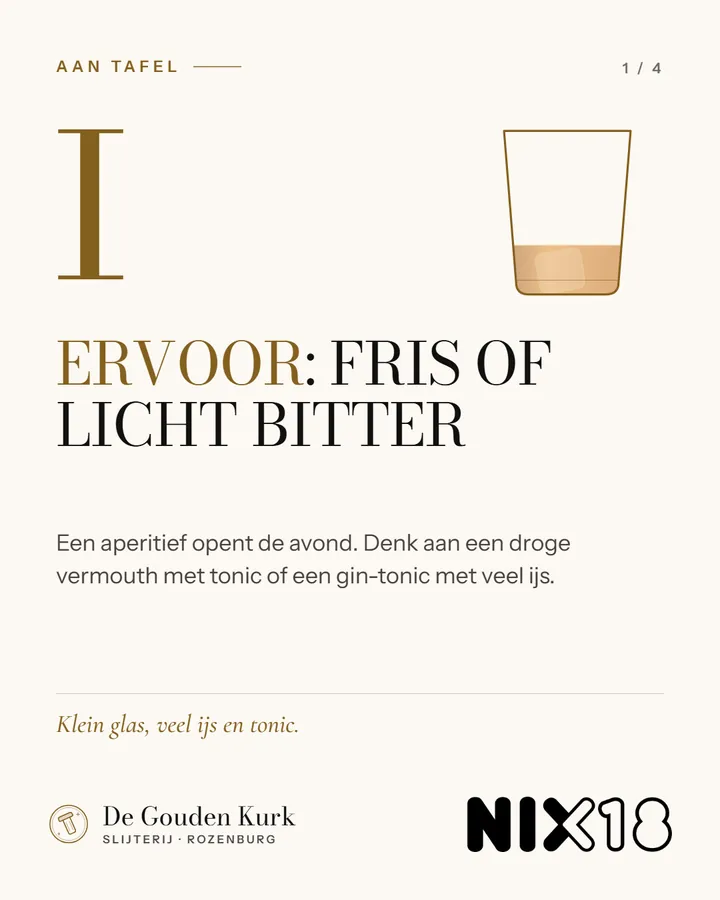 AAN TAFEL
1 / 4
I
ERVOOR: FRIS OF
LICHT BITTER
Een aperitief opent de avond. Denk aan een droge
vermouth met tonic of een gin-tonic met veel ijs.
Klein glas, veel ijs en tonic.
De Gouden Kurk
SLIJTERIJ · ROZENBURG
NIX18